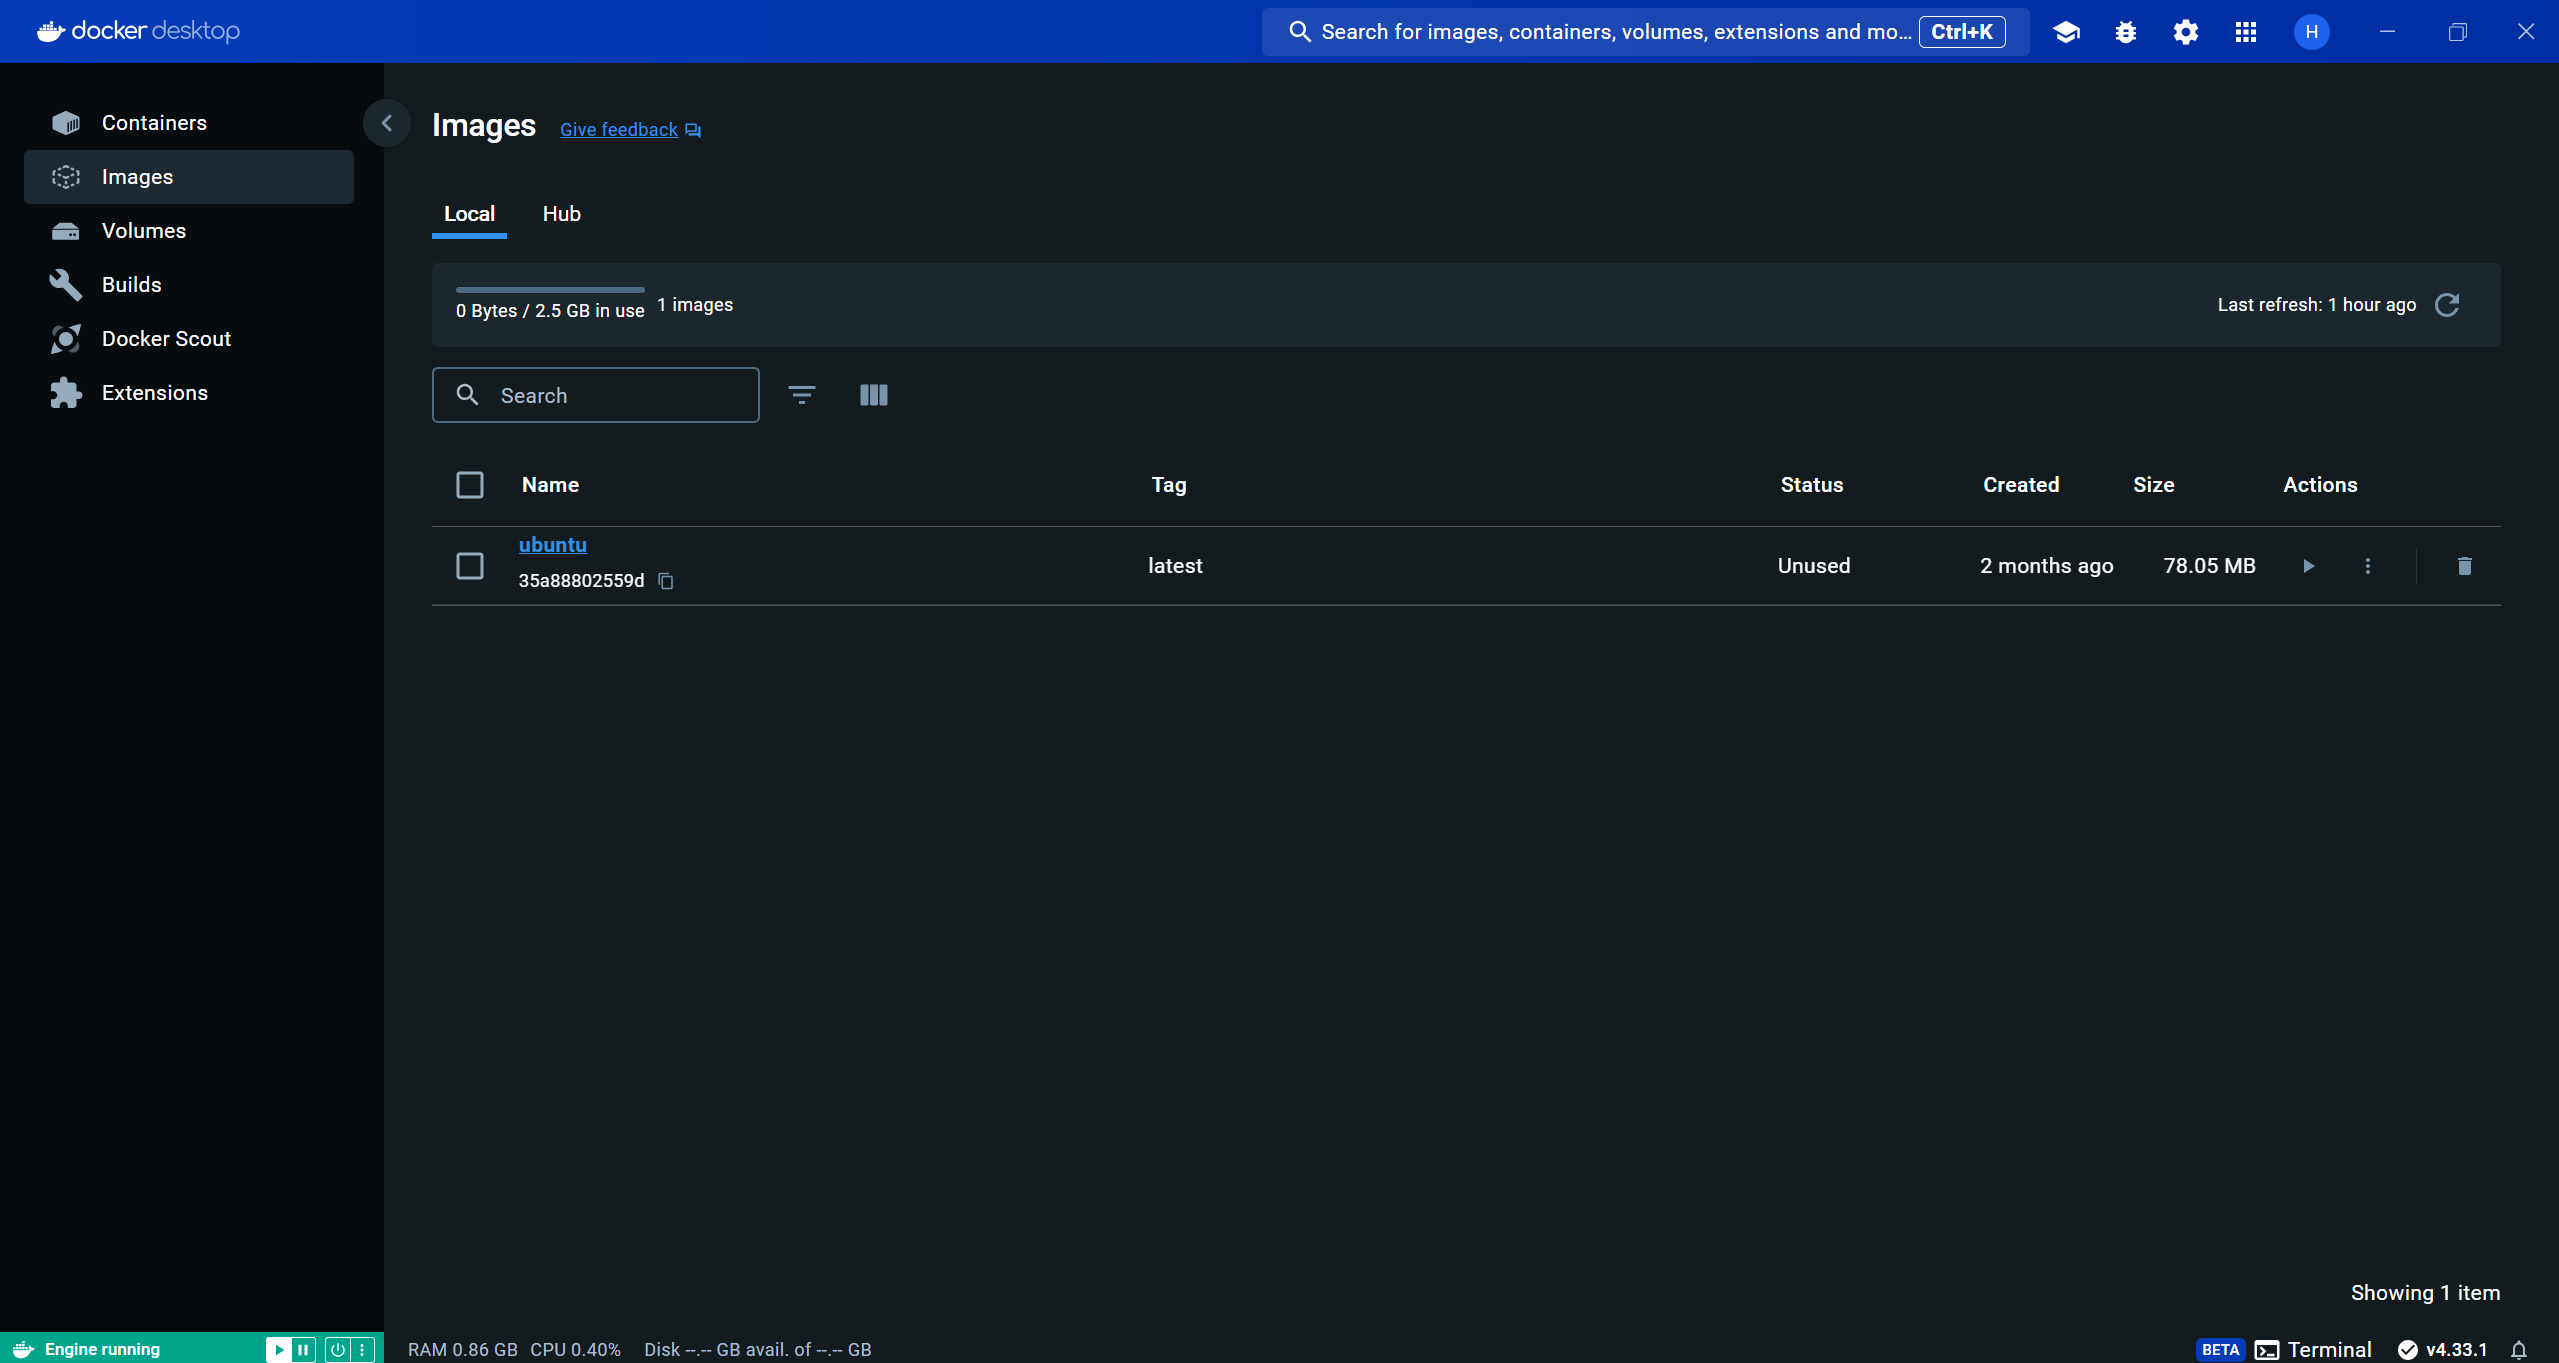 docker desktop
Search for images, containers, volumes, extensions and mo... Ctrl+K
H
Containers
Images
Volumes
Builds
Docker Scout
Extensions
Images Give feedback
Local Hub
0 Bytes / 2.5 GB in use 1 images
Last refresh: 1 hour ago
Search
Name Tag Status Created Size Actions
ubuntu
35a88802559d
latest Unused 2 months ago 78.05 MB
Showing 1 item
Engine running
RAM 0.86 GB CPU 0.40% Disk --.-- GB avail. of --.-- GB
BETA Terminal v4.33.1